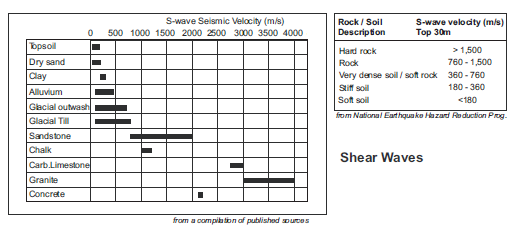 S-wave Seismic Velocity (m/s)
0 500 1000 1500 2000 2500 3000 3500 4000
Topsoil
Dry sand
Clay
Alluvium
Glacial outwash
Glacial Till
Sandstone
Chalk
Carb.Limestone
Granite
Concrete
from a compilation of published sources
Rock / Soil S-wave velocity (m/s)
Description Top 30m
Hard rock > 1,500
Rock 760 - 1,500
Very dense soil / soft rock 360 - 760
Stiff soil 180 - 360
Soft soil <180
from National Earthquake Hazard Reduction Prog.
Shear Waves